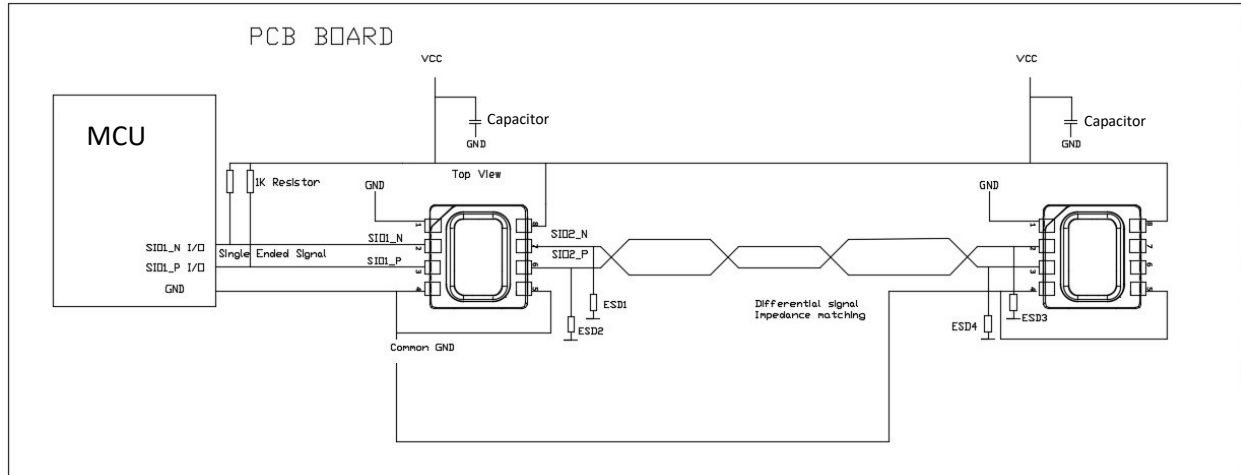 PCB BOARD
VCC
VCC
Capacitor
GND
Capacitor
GND
MCU
1K Resistor
Top View
GND
GND
1
8
1
8
SIO1_N I/O
SIO1_N
SIO2_N
Single Ended Signal
2
7
2
7
SIO1_P I/O
SIO1_P
SIO2_P
3
6
3
6
GND
4
5
4
5
ESD1
ESD2
Differential signal
Impedance matching
ESD3
ESD4
Common GND